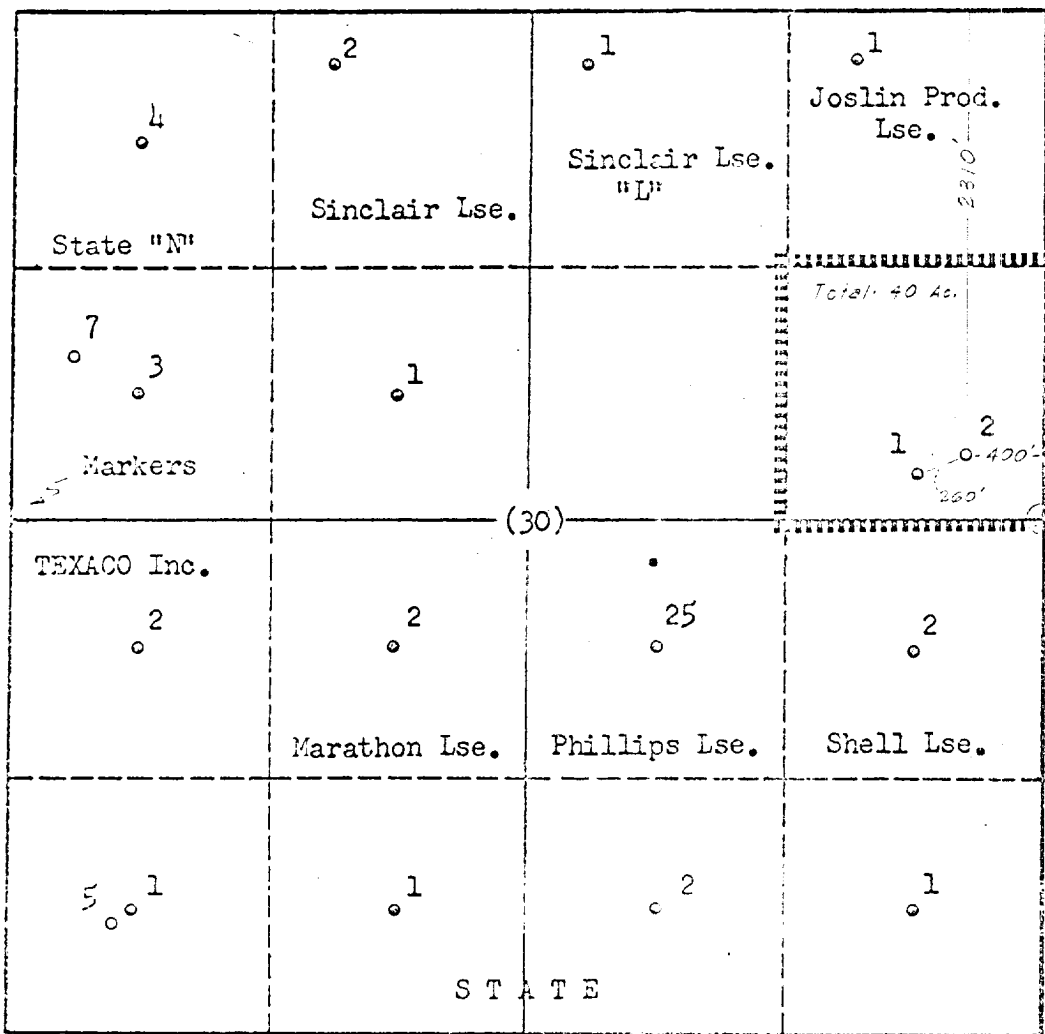 2
1
1
Joslin Prod.
Lse.
4
Sinclair Lse.
"L"
2310'
Sinclair Lse.
State "N"
Total: 40 Ac.
7
3
1
2
1
400'
260'
Markers
(30)
TEXACO Inc.
2
2
25
2
Marathon Lse.
Phillips Lse.
Shell Lse.
5
1
1
2
1
STATE